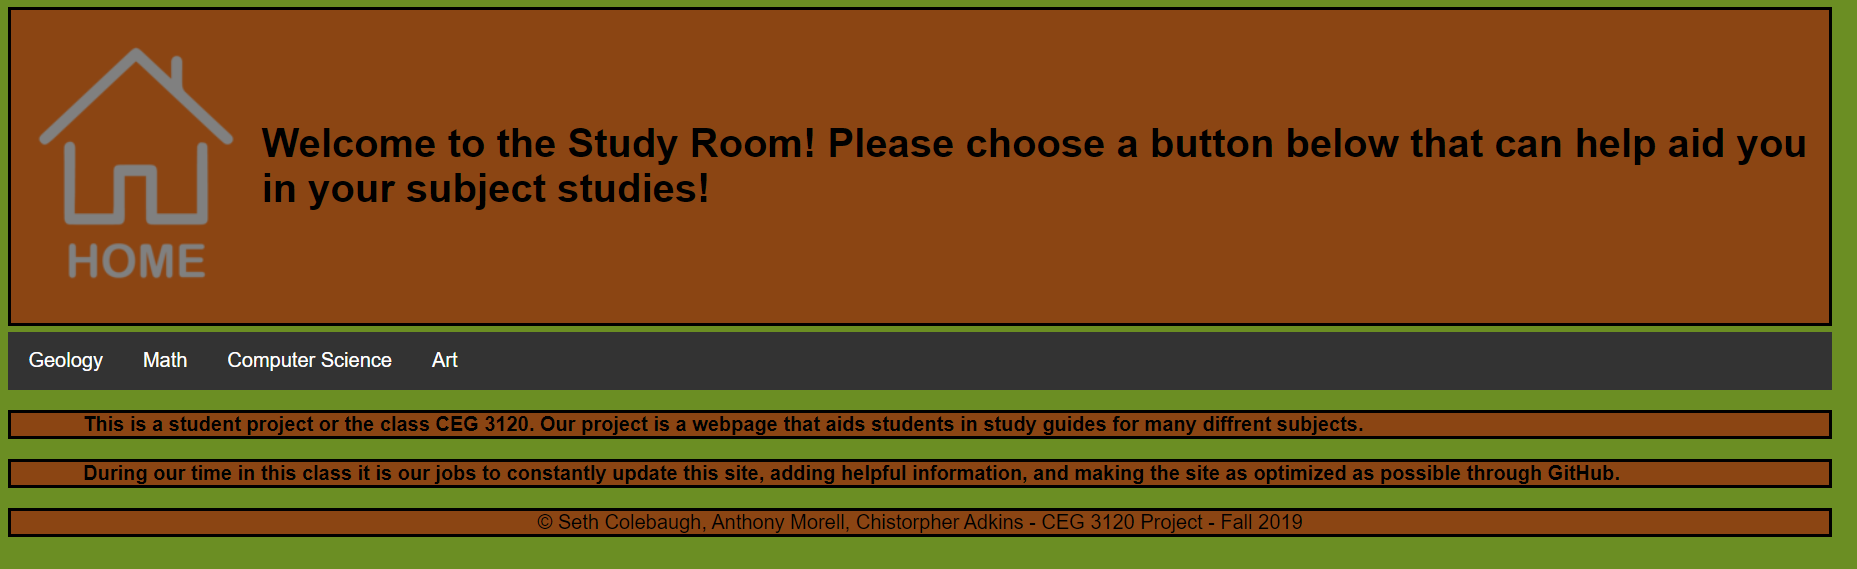 HOME
Welcome to the Study Room! Please choose a button below that can help aid you
in your subject studies!
Geology Math Computer Science Art
This is a student project or the class CEG 3120. Our project is a webpage that aids students in study guides for many diffrent subjects.
During our time in this class it is our jobs to constantly update this site, adding helpful information, and making the site as optimized as possible through GitHub.
© Seth Colebaugh, Anthony Morell, Chistorpher Adkins - CEG 3120 Project - Fall 2019